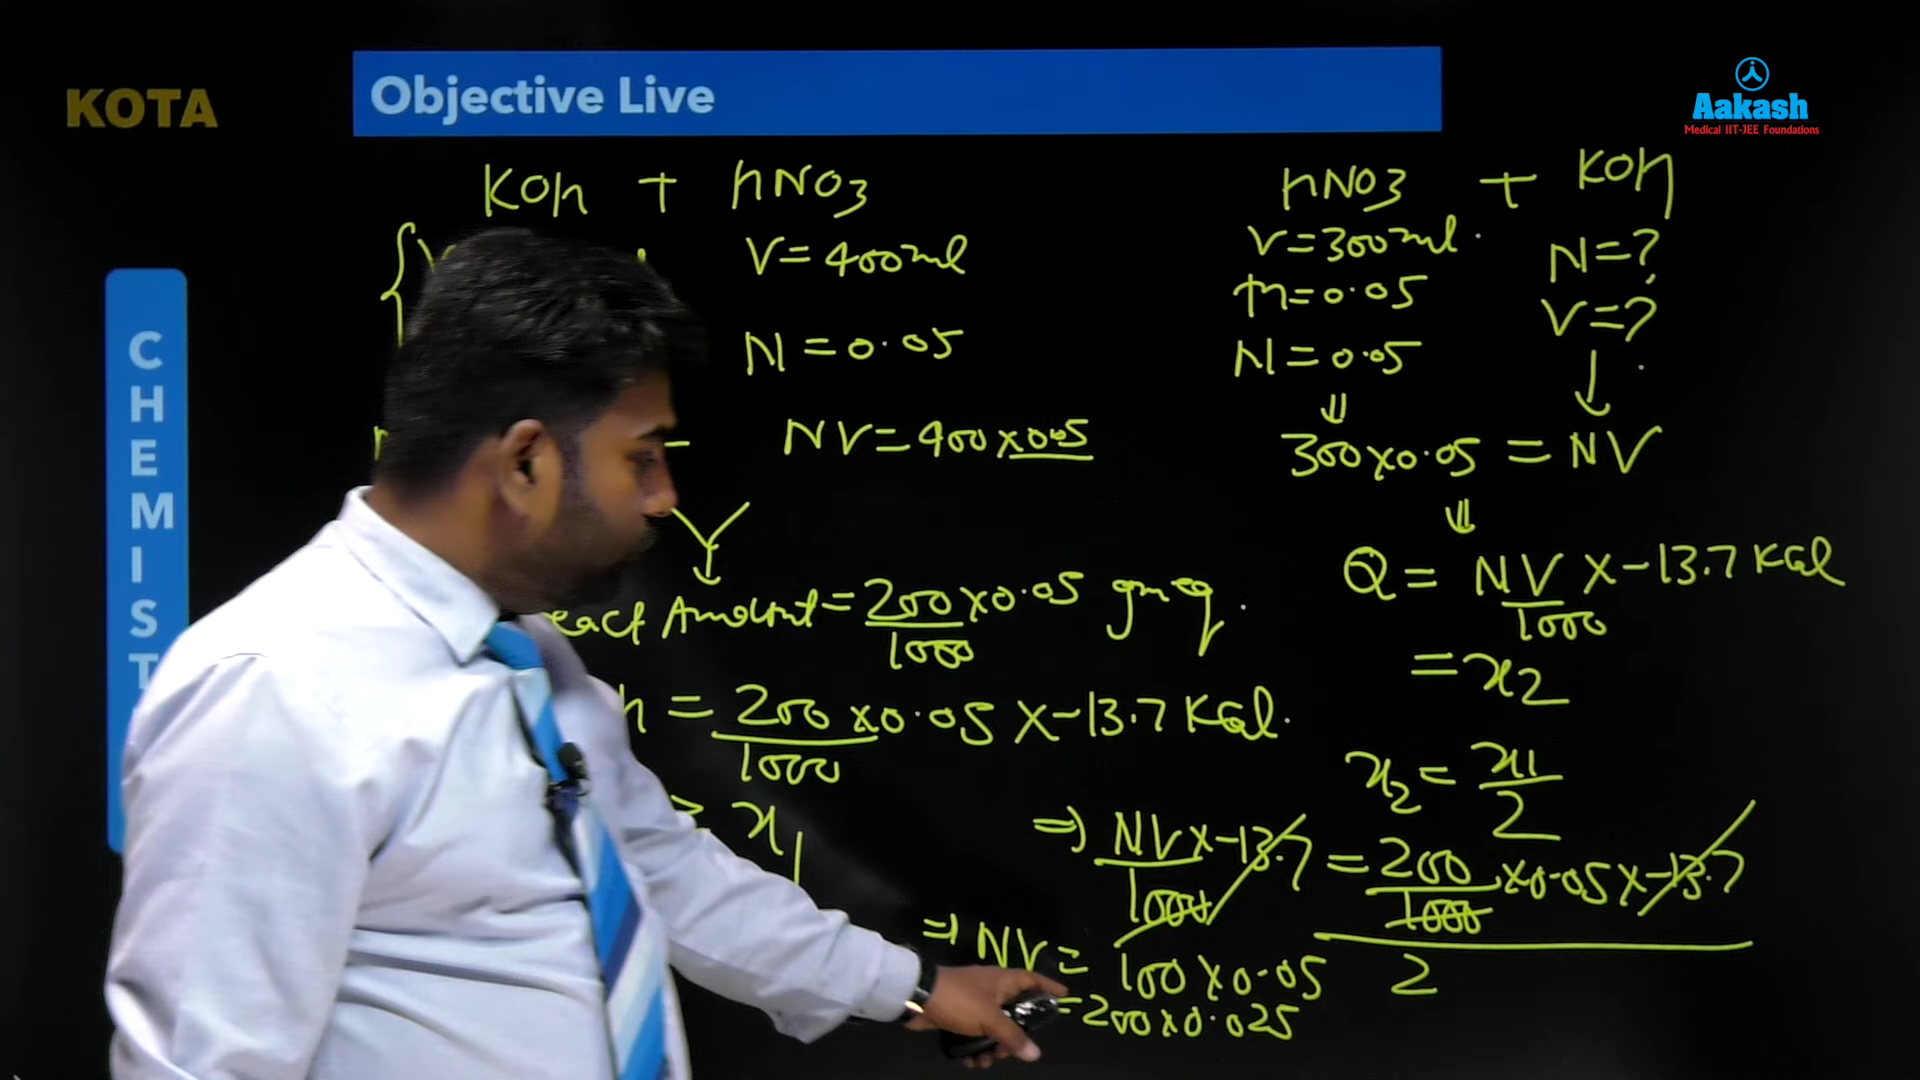 KOTA
Objective Live
Aakash
Medical IIT-JEE Foundations
CHEMIST
KOh + hNO3
V=400ml
N=0.05
NV=400×0.05
eact Amount = 200/1000 ×0.05 gmeq.
h = 200/1000 ×0.05 × -13.7 KCal.
x1
hNO3 + KOh
V=300ml.
N=?
m=0.05
V=?
N=0.05
300×0.05 = NV
Q = NV/1000 × -13.7 KCal
= x2
x2 = x1/2
⇒ NV/1000 × -13.7 = 200/1000 ×0.05× -13.7
2
⇒ NV = 100×0.05
= 200×0.025